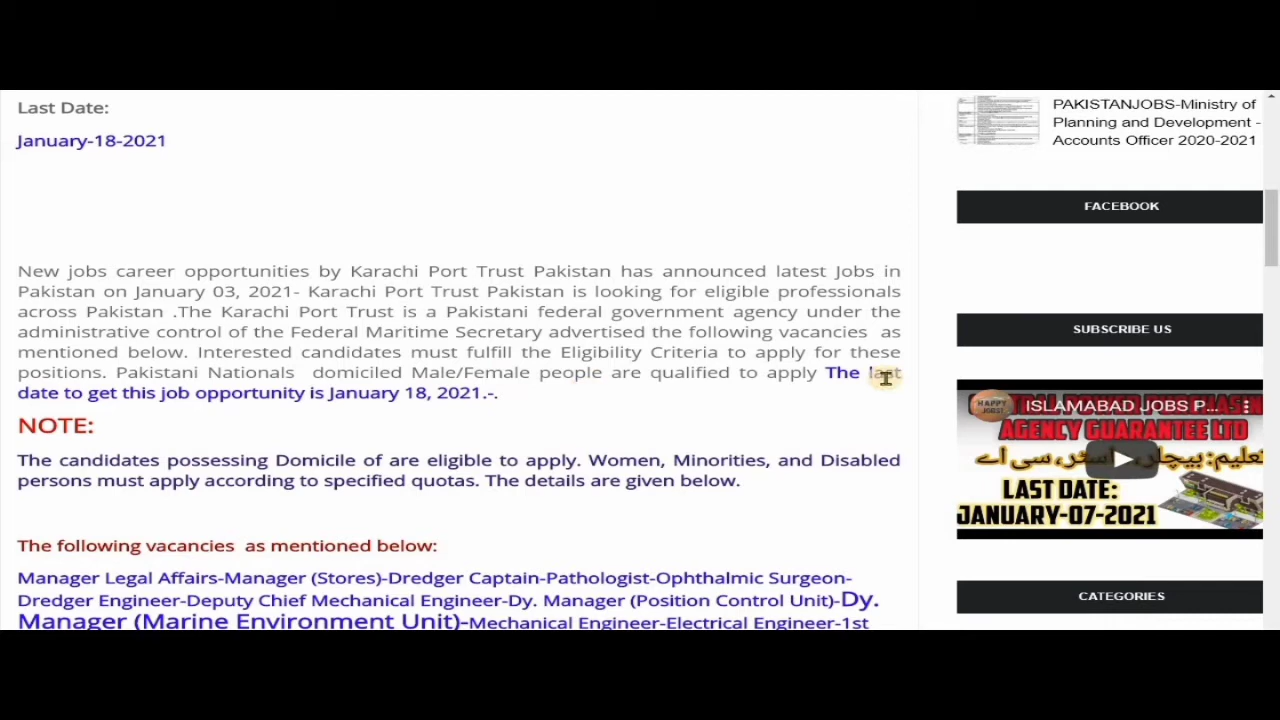 Last Date:
January-18-2021
New jobs career opportunities by Karachi Port Trust Pakistan has announced latest Jobs in
Pakistan on January 03, 2021- Karachi Port Trust Pakistan is looking for eligible professionals
across Pakistan .The Karachi Port Trust is a Pakistani federal government agency under the
administrative control of the Federal Maritime Secretary advertised the following vacancies as
mentioned below. Interested candidates must fulfill the Eligibility Criteria to apply for these
positions. Pakistani Nationals domiciled Male/Female people are qualified to apply The last
date to get this job opportunity is January 18, 2021.-.
NOTE:
The candidates possessing Domicile of are eligible to apply. Women, Minorities, and Disabled
persons must apply according to specified quotas. The details are given below.
The following vacancies as mentioned below:
Manager Legal Affairs-Manager (Stores)-Dredger Captain-Pathologist-Ophthalmic Surgeon-
Dredger Engineer-Deputy Chief Mechanical Engineer-Dy. Manager (Position Control Unit)-Dy.
Manager (Marine Environment Unit)-Mechanical Engineer-Electrical Engineer-1st
PAKISTANJOBS-Ministry of
Planning and Development -
Accounts Officer 2020-2021
FACEBOOK
SUBSCRIBE US
HAPPY
JOBS!
ISLAMABAD JOBS P...
AGENCY GUARANTEE LTD
LAST DATE:
JANUARY-07-2021
CATEGORIES